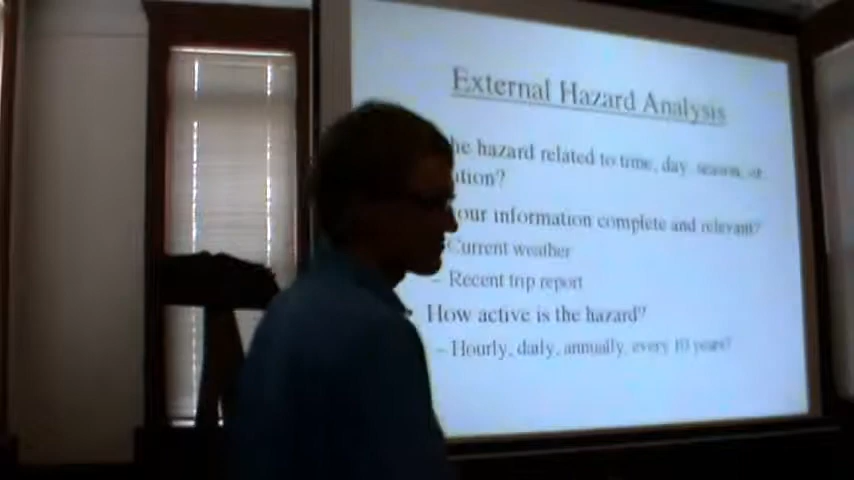 External Hazard Analysis
he hazard related to time, day, season, or
ation?
our information complete and relevant?
Current weather
– Recent trip report
How active is the hazard?
– Hourly, daily, annually, every 10 years?